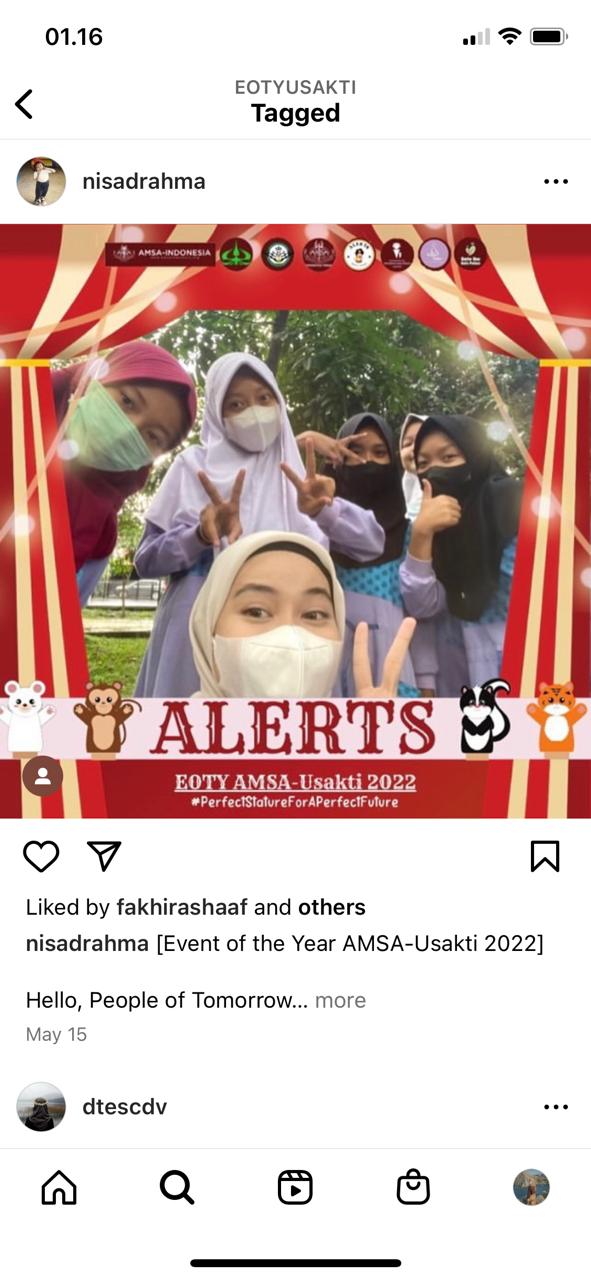 01.16
EOTYUSAKTI
Tagged
nisadrahma
AMSA-INDONESIA
ALERTS
EOTY AMSA-Usakti 2022
#PerfectStatureForAPerfectFuture
Liked by fakhirashaaf and others
nisadrahma [Event of the Year AMSA-Usakti 2022]
Hello, People of Tomorrow... more
May 15
dtescdv